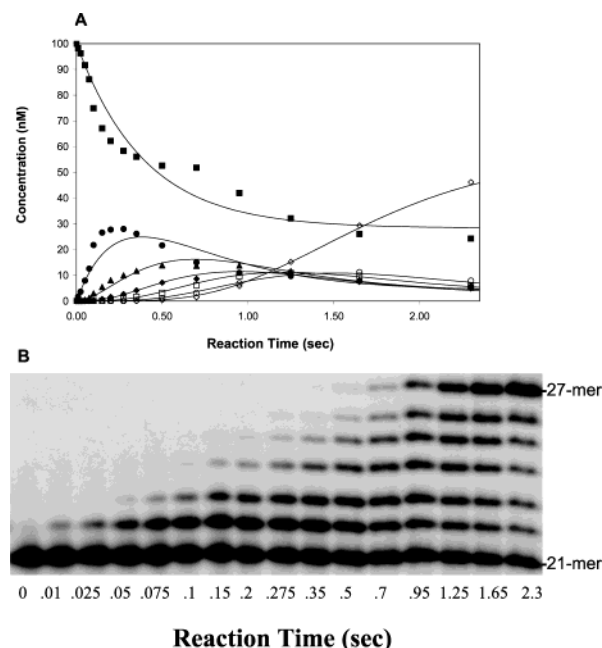 A
Concentration (nM)
100
90
80
70
60
50
40
30
20
10
0
0.00 0.50 1.00 1.50 2.00
Reaction Time (sec)
B
27-mer
21-mer
0 .01 .025 .05 .075 .1 .15 .2 .275 .35 .5 .7 .95 1.25 1.65 2.3
Reaction Time (sec)